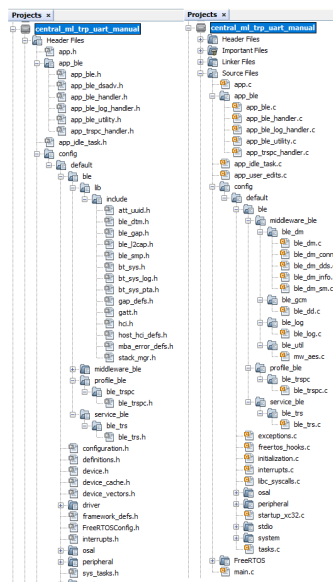 Projects ×
central_ml_trp_uart_manual
Header Files
app.h
app_ble
app_ble.h
app_ble_dsadv.h
app_ble_handler.h
app_ble_log_handler.h
app_ble_utility.h
app_trspc_handler.h
app_idle_task.h
config
default
ble
lib
include
att_uuid.h
ble_dtm.h
ble_gap.h
ble_l2cap.h
ble_smp.h
bt_sys.h
bt_sys_log.h
bt_sys_pta.h
gap_defs.h
gatt.h
hci.h
host_hci_defs.h
mba_error_defs.h
stack_mgr.h
middleware_ble
profile_ble
ble_trspc
ble_trspc.h
service_ble
ble_trs
ble_trs.h
configuration.h
definitions.h
device.h
device_cache.h
device_vectors.h
driver
framework_defs.h
FreeRTOSConfig.h
interrupts.h
osal
peripheral
sys_tasks.h
Projects ×
central_ml_trp_uart_manual
Header Files
Important Files
Linker Files
Source Files
app.c
app_ble
app_ble.c
app_ble_handler.c
app_ble_log_handler.c
app_ble_utility.c
app_trspc_handler.c
app_idle_task.c
app_user_edits.c
config
default
ble
middleware_ble
ble_dm
ble_dm.c
ble_dm_conn
ble_dm_dds.c
ble_dm_info.
ble_dm_sm.c
ble_gcm
ble_dd.c
ble_log
ble_log.c
ble_util
mw_aes.c
profile_ble
ble_trspc
ble_trspc.c
service_ble
ble_trs
ble_trs.c
exceptions.c
freertos_hooks.c
initialization.c
interrupts.c
libc_syscalls.c
osal
peripheral
startup_xc32.c
stdio
system
tasks.c
FreeRTOS
main.c